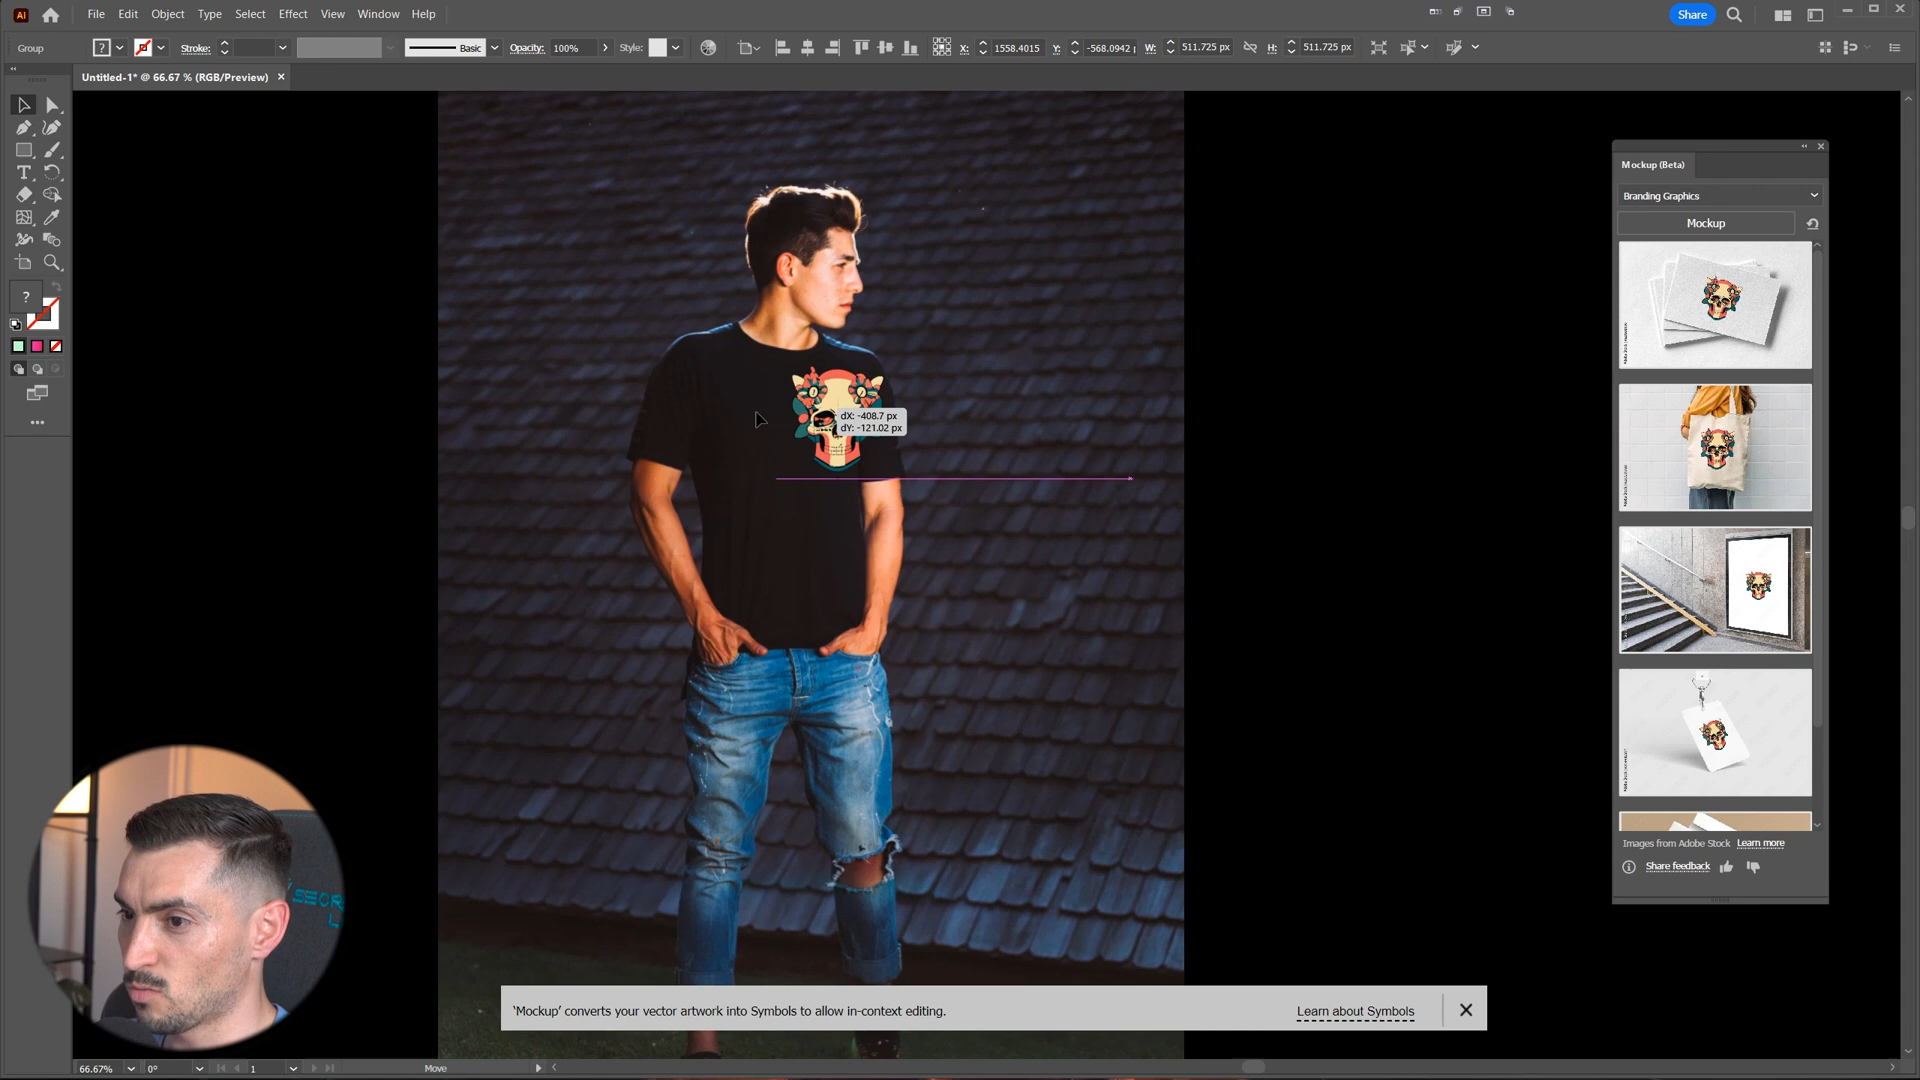 Ai File Edit Object Type Select Effect View Window Help Share
Group ? Stroke: Basic Opacity: 100% Style: X: 1558.4015 Y: -568.0942 W: 511.725 px H: 511.725 px
Untitled-1* @ 66.67 % (RGB/Preview)
T
?
dX: -408.7 px
dY: -121.02 px
Mockup (Beta)
Branding Graphics
Mockup
Images from Adobe Stock Learn more
Share feedback
'Mockup' converts your vector artwork into Symbols to allow in-context editing. Learn about Symbols
66.67% 0° 1 Move